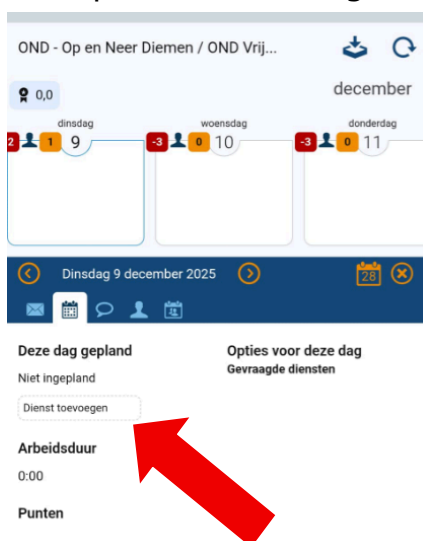 OND - Op en Neer Diemen / OND Vrij...
0,0
december
dinsdag woensdag donderdag
2 1 9 -3 0 10 -3 0 11
Dinsdag 9 december 2025 28
Deze dag gepland
Opties voor deze dag
Gevraagde diensten
Niet ingepland
Dienst toevoegen
Arbeidsduur
0:00
Punten